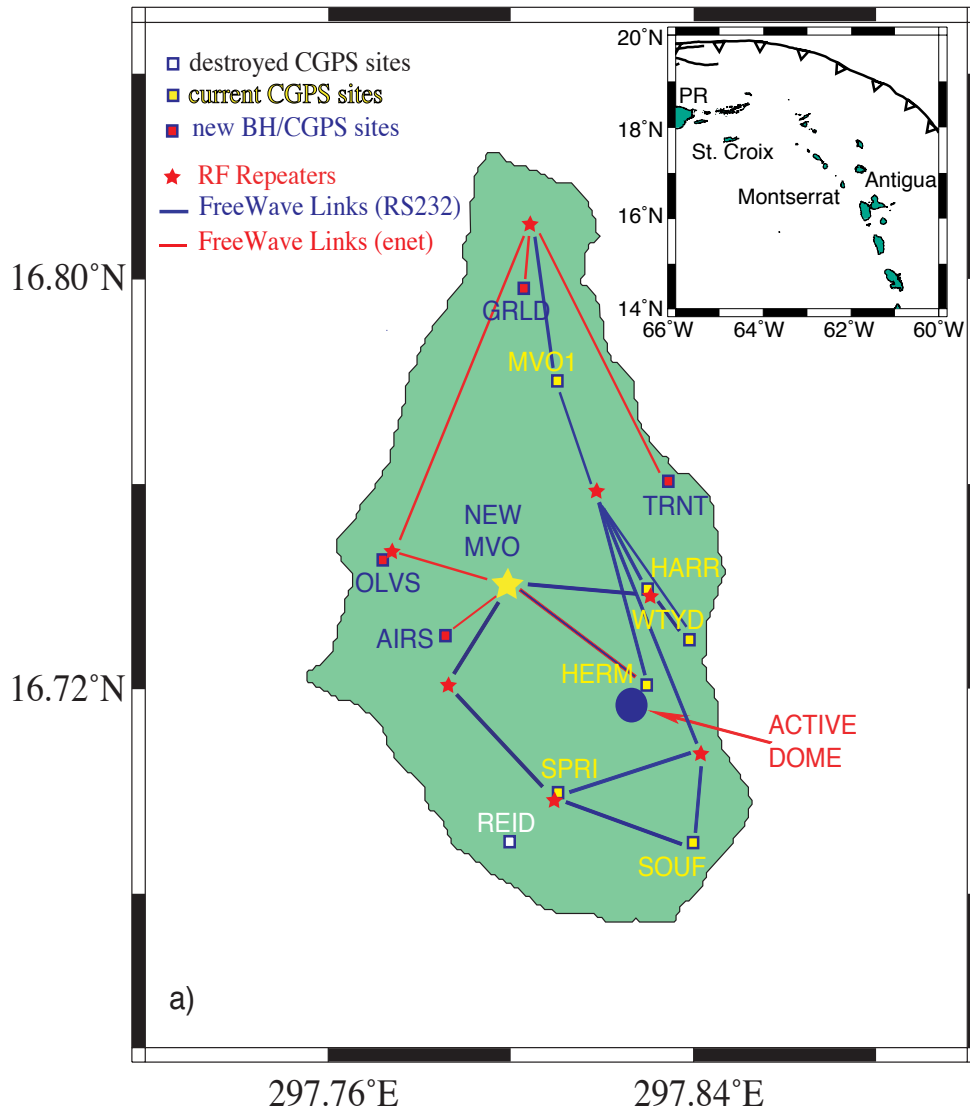 destroyed CGPS sites
current CGPS sites
new BH/CGPS sites
RF Repeaters
FreeWave Links (RS232)
FreeWave Links (enet)
20˚N
18˚N
16˚N
14˚N
66˚W
64˚W
62˚W
60˚W
PR
St. Croix
Montserrat
Antigua
16.80˚N
16.72˚N
GRLD
MVO1
TRNT
NEW
MVO
OLVS
HARR
WTYD
AIRS
HERM
ACTIVE
DOME
SPRI
REID
SOUF
a)
297.76˚E
297.84˚E